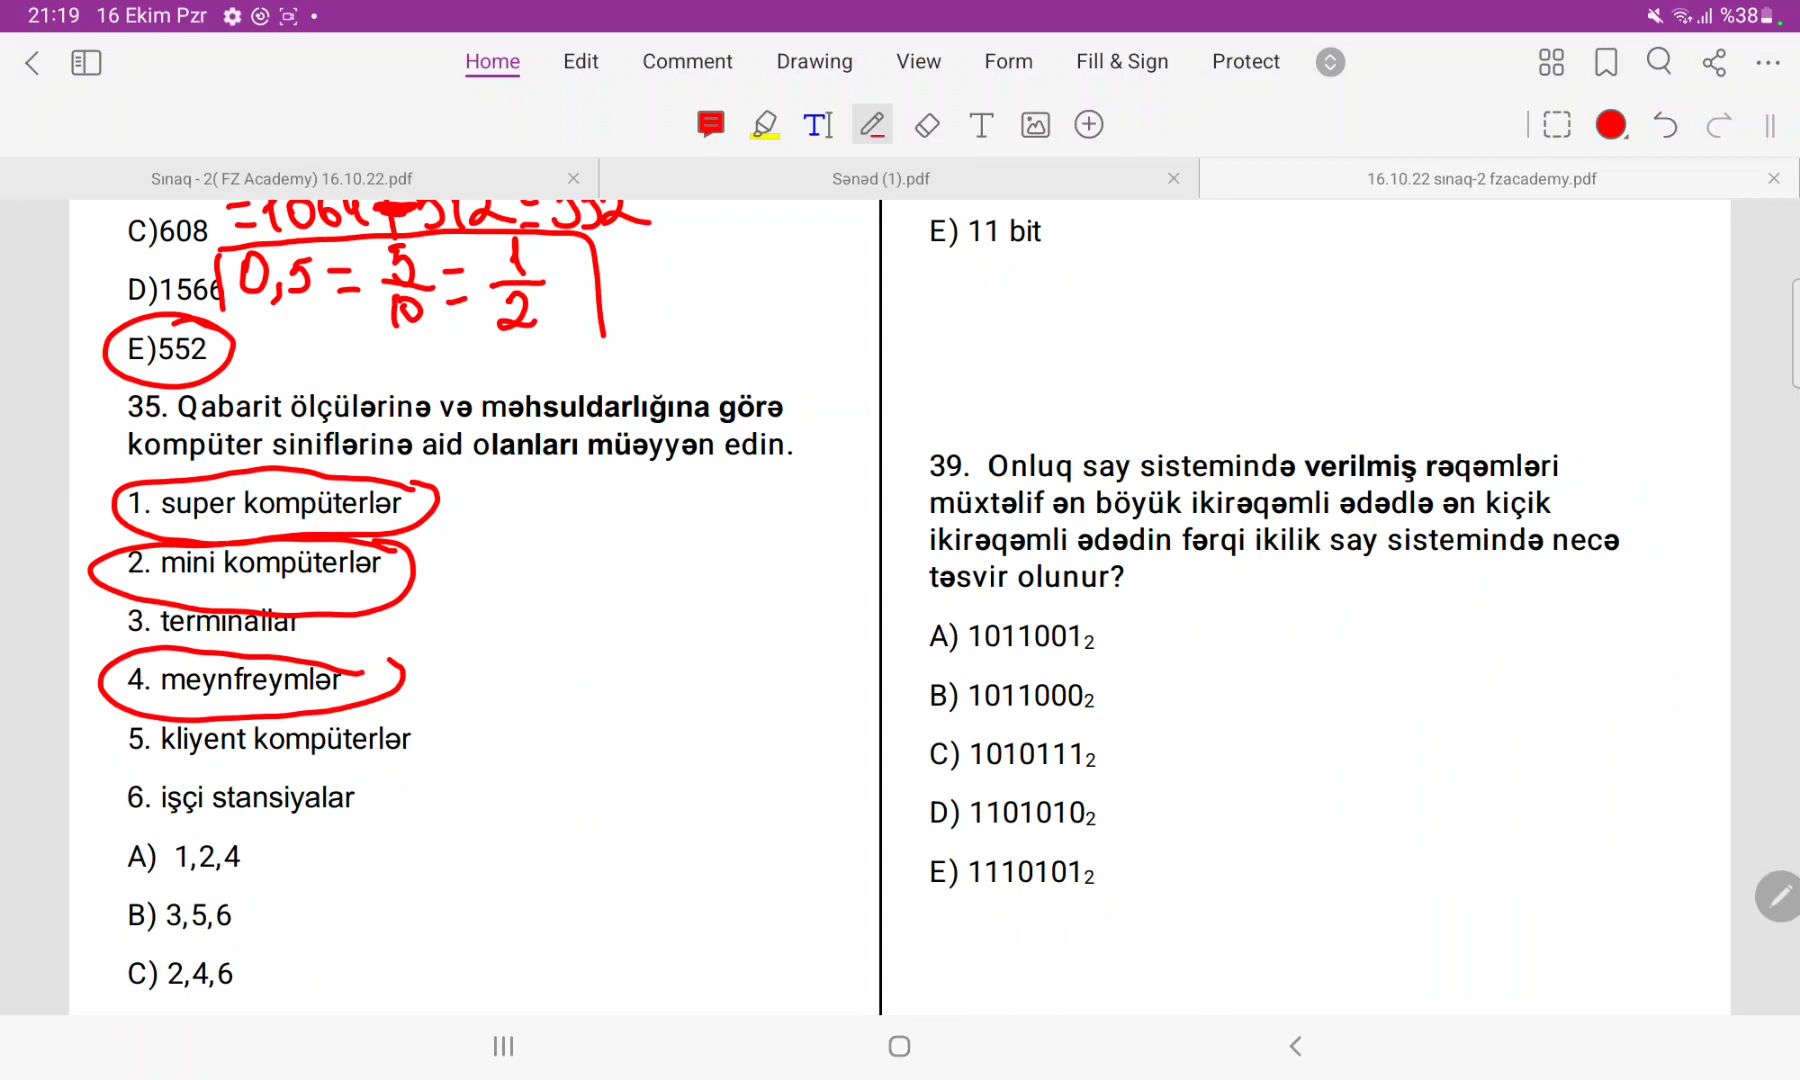 21:19 16 Ekim Pzr
%38
Home Edit Comment Drawing View Form Fill & Sign Protect
Sınaq - 2( FZ Academy) 16.10.22.pdf
Sənəd (1).pdf
16.10.22 sınaq-2 fzacademy.pdf
C)608
D)1566
0,5 = 5/10 = 1/2
E)552
35. Qabarit ölçülərinə və məhsuldarlığına görə
kompüter siniflərinə aid olanları müəyyən edin.
1. super kompüterlər
2. mini kompüterlər
3. terminallar
4. meynfreymlər
5. kliyent kompüterlər
6. işçi stansiyalar
A) 1,2,4
B) 3,5,6
C) 2,4,6
E) 11 bit
39. Onluq say sistemində verilmiş rəqəmləri
müxtəlif ən böyük ikirəqəmli ədədlə ən kiçik
ikirəqəmli ədədin fərqi ikilik say sistemində necə
təsvir olunur?
A) 1011001₂
B) 1011000₂
C) 1010111₂
D) 1101010₂
E) 1110101₂